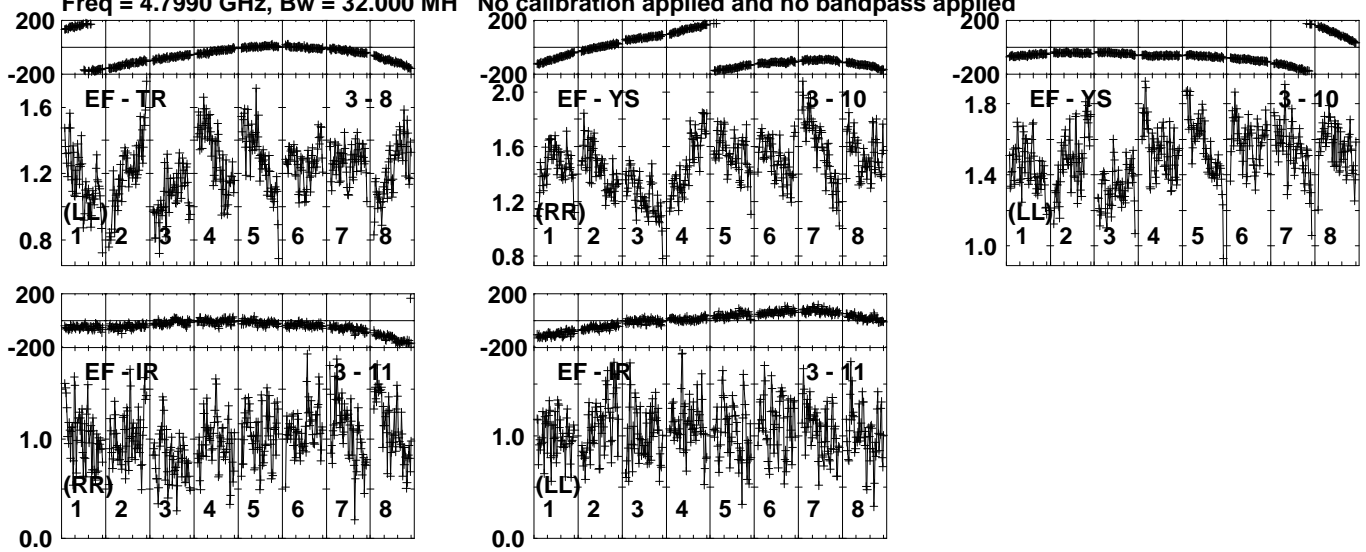 Freq = 4.7990 GHz, Bw = 32.000 MH No calibration applied and no bandpass applied
200
-200
EF - TR 3 - 8
1.6
1.2
0.8
(LL)
1 2 3 4 5 6 7 8
200
-200
EF - YS 3 - 10
2.0
1.6
1.2
0.8
(RR)
1 2 3 4 5 6 7 8
200
-200
EF - YS 3 - 10
1.8
1.4
1.0
(LL)
1 2 3 4 5 6 7 8
200
-200
EF - IR 3 - 11
1.0
0.0
(RR)
1 2 3 4 5 6 7 8
200
-200
EF - IR 3 - 11
1.0
0.0
(LL)
1 2 3 4 5 6 7 8